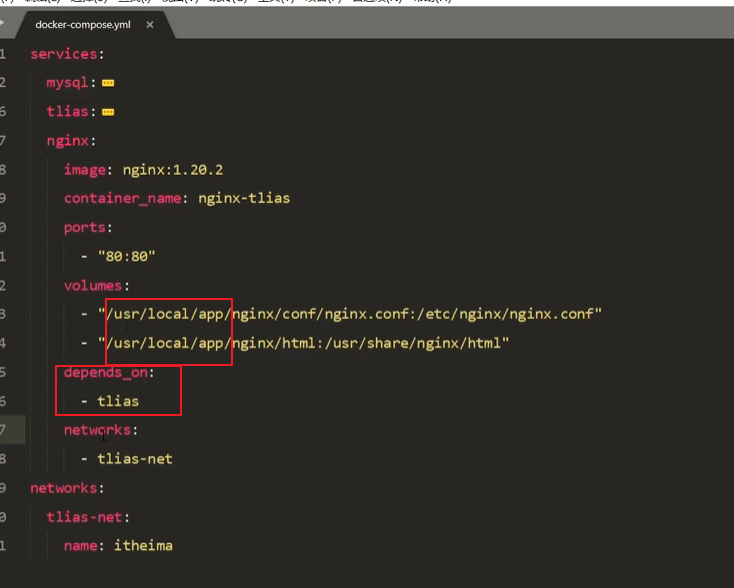 docker-compose.yml ×
1 services:
2 mysql:
6 tlias:
7 nginx:
8 image: nginx:1.20.2
9 container_name: nginx-tlias
0 ports:
1 - "80:80"
2 volumes:
3 - "/usr/local/app/nginx/conf/nginx.conf:/etc/nginx/nginx.conf"
4 - "/usr/local/app/nginx/html:/usr/share/nginx/html"
5 depends_on:
6 - tlias
7 networks:
8 - tlias-net
9 networks:
0 tlias-net:
1 name: itheima